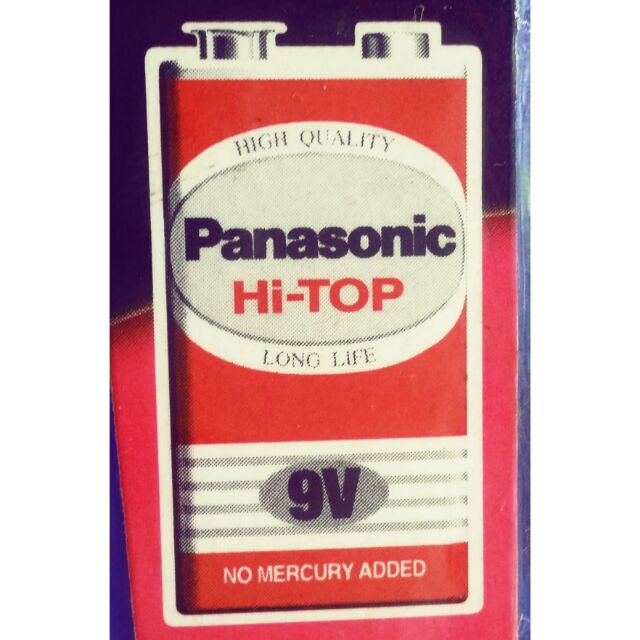 HIGH QUALITY
Panasonic
Hi-TOP
LONG LIFE
9V
NO MERCURY ADDED